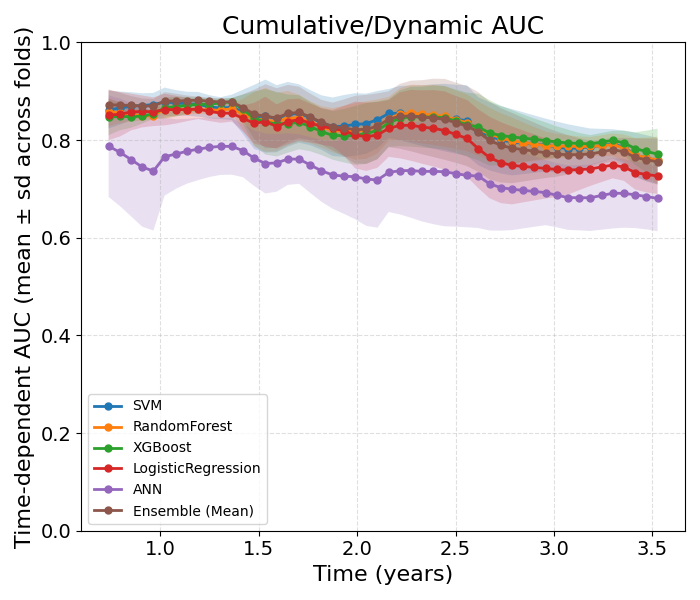 Cumulative/Dynamic AUC
Time-dependent AUC (mean ± sd across folds)
1.0
0.8
0.6
0.4
0.2
0.0
SVM
RandomForest
XGBoost
LogisticRegression
ANN
Ensemble (Mean)
1.0 1.5 2.0 2.5 3.0 3.5
Time (years)